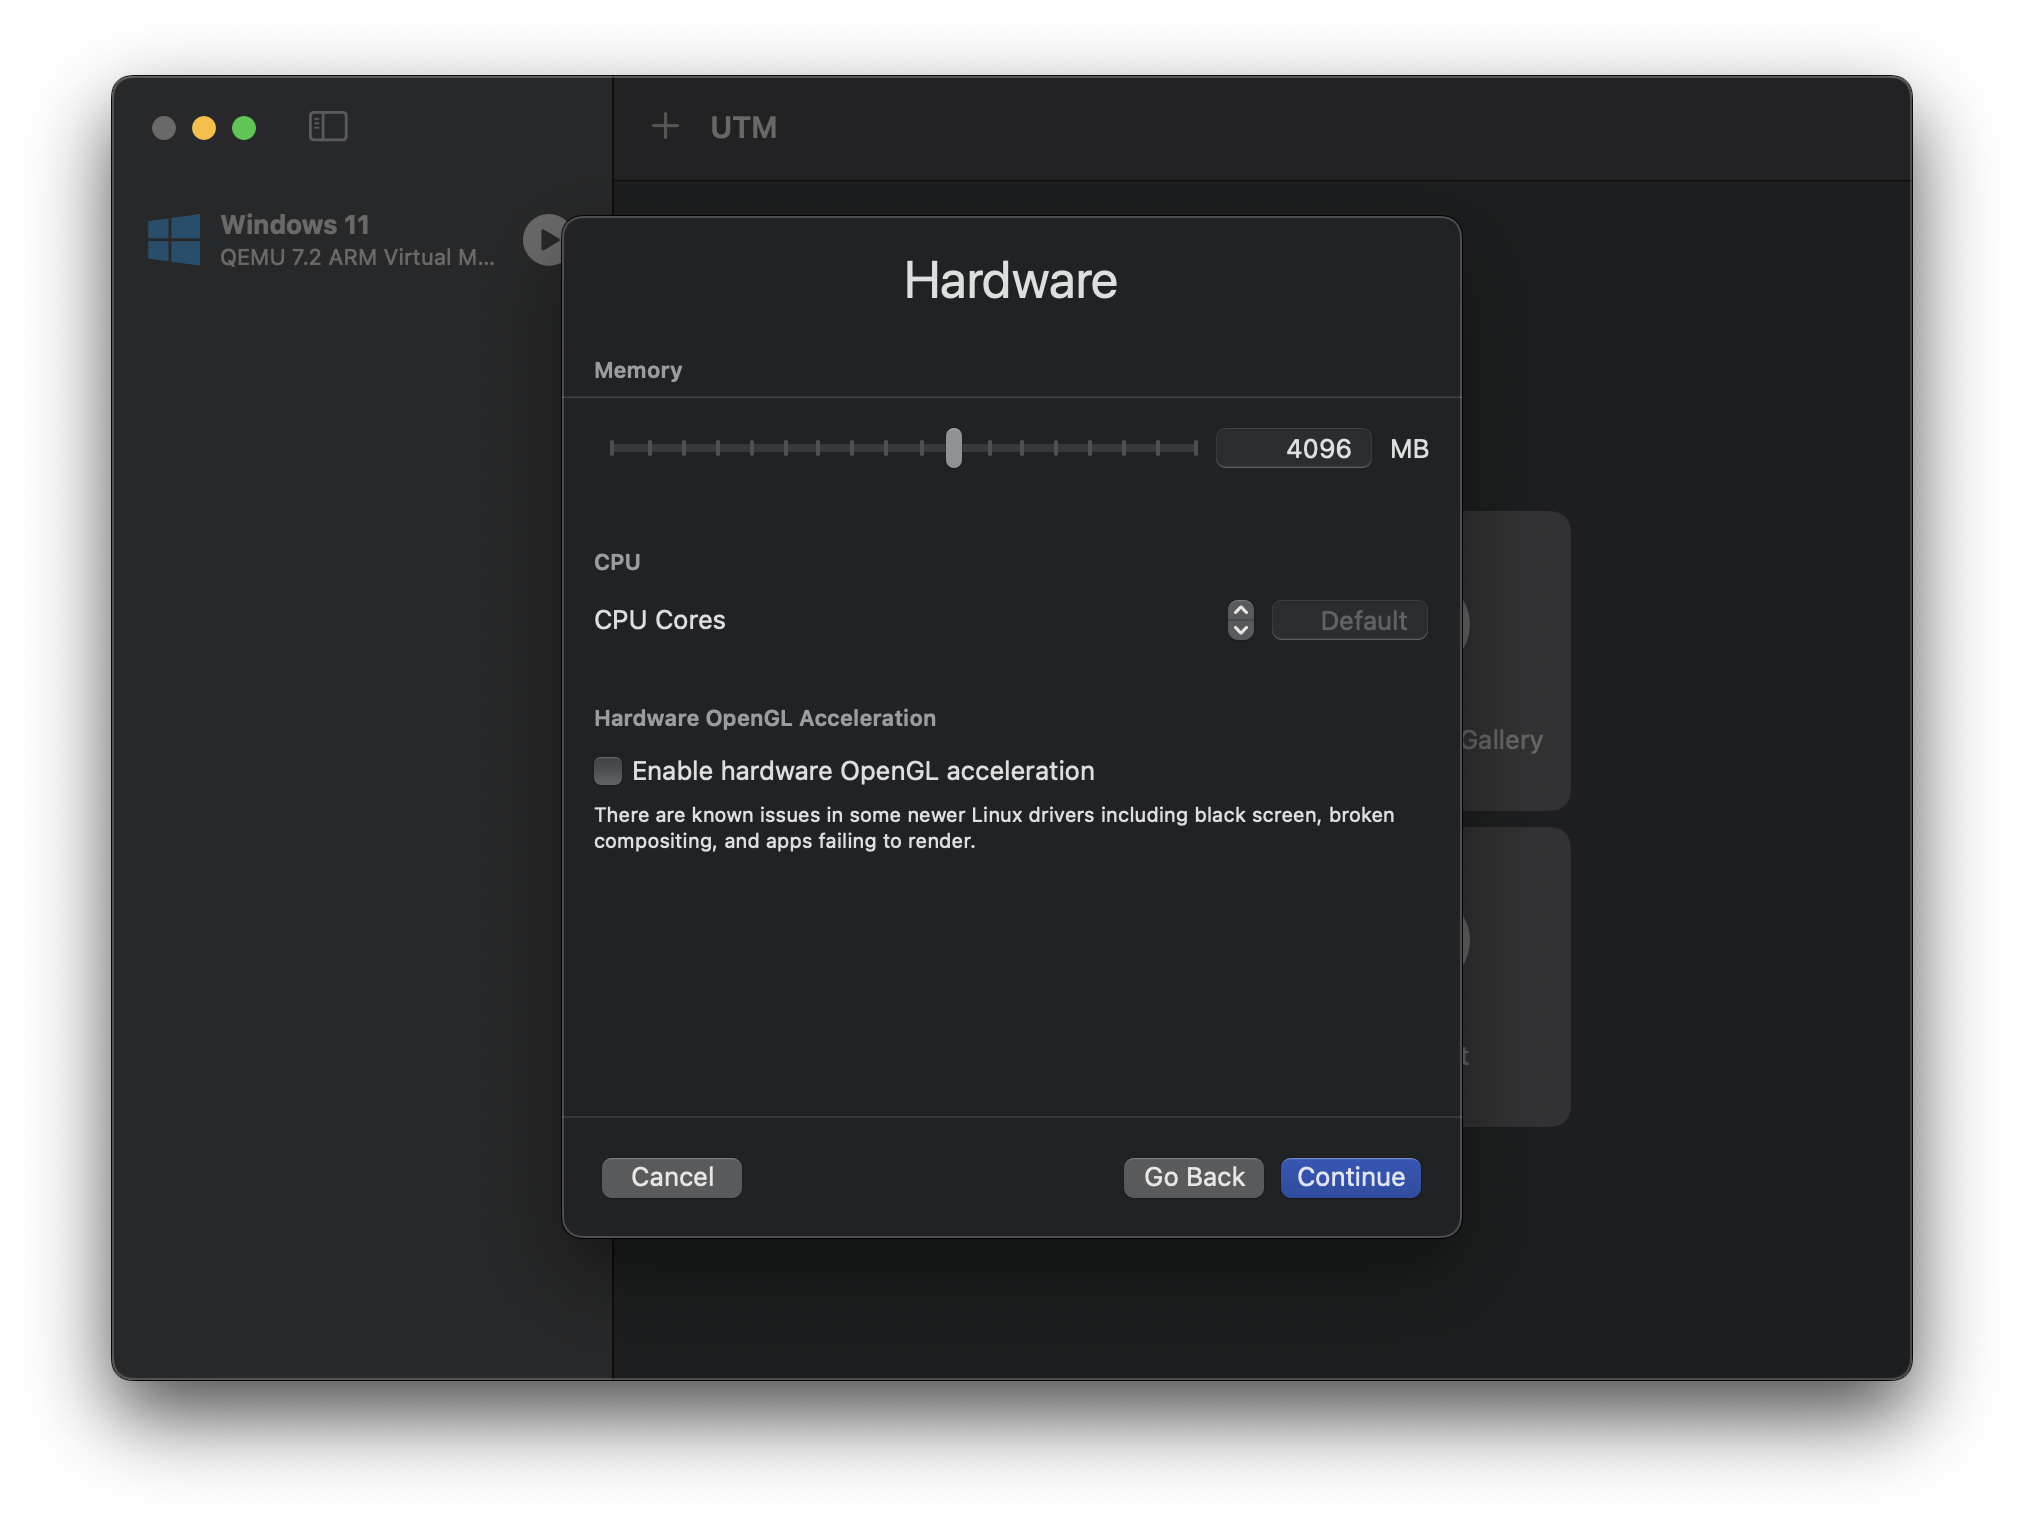 UTM
Windows 11
QEMU 7.2 ARM Virtual M...
Hardware
Memory
4096 MB
CPU
CPU Cores
Default
Hardware OpenGL Acceleration
Enable hardware OpenGL acceleration
There are known issues in some newer Linux drivers including black screen, broken
compositing, and apps failing to render.
Gallery
t
Cancel
Go Back
Continue